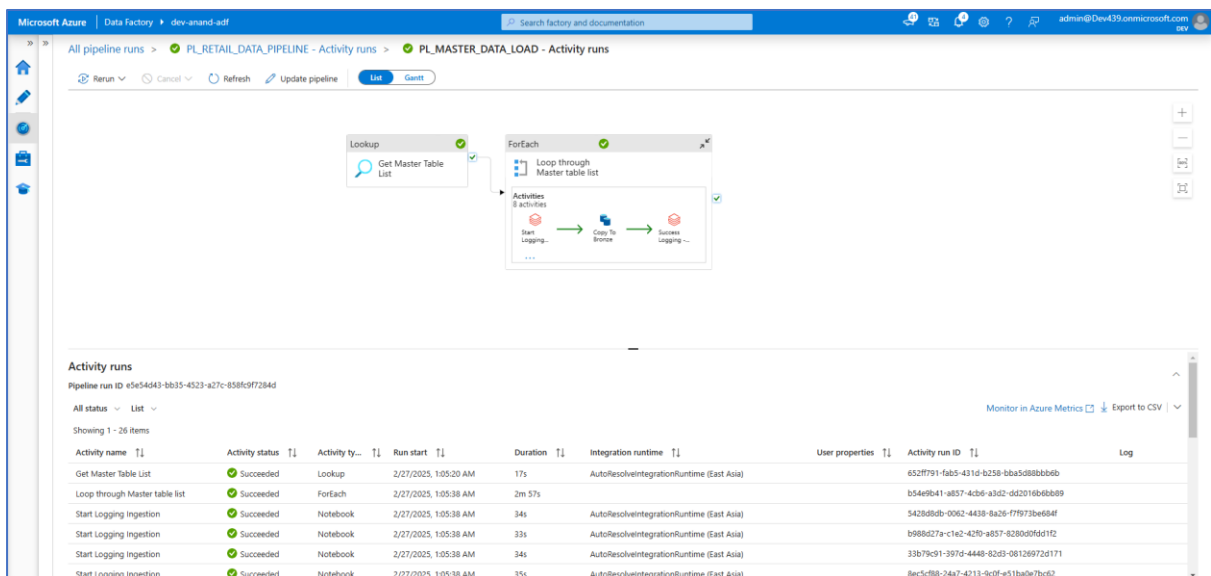 Microsoft Azure | Data Factory ▸ dev-anand-adf
Search factory and documentation
admin@Dev439.onmicrosoft.com
DEV
All pipeline runs > PL_RETAIL_DATA_PIPELINE - Activity runs > PL_MASTER_DATA_LOAD - Activity runs
Rerun Cancel Refresh Update pipeline List Gantt
Lookup
Get Master Table
List
ForEach
Loop through
Master table list
Activities
8 activities
Start
Logging...
Copy To
Bronze
Success
Logging -...
...
Activity runs
Pipeline run ID e5e54d43-bb35-4523-a27c-858fc9f7284d
All status List
Monitor in Azure Metrics Export to CSV
Showing 1 - 26 items
Activity name Activity status Activity ty... Run start Duration Integration runtime User properties Activity run ID Log
Get Master Table List Succeeded Lookup 2/27/2025, 1:05:20 AM 17s AutoResolveIntegrationRuntime (East Asia) 652ff791-fab5-431d-b258-bba5d88bbb6b
Loop through Master table list Succeeded ForEach 2/27/2025, 1:05:38 AM 2m 57s b54e9b41-a857-4cb6-a3d2-dd2016b6bb89
Start Logging Ingestion Succeeded Notebook 2/27/2025, 1:05:38 AM 34s AutoResolveIntegrationRuntime (East Asia) 5428d8db-0062-4438-8a26-f7f973be684f
Start Logging Ingestion Succeeded Notebook 2/27/2025, 1:05:38 AM 33s AutoResolveIntegrationRuntime (East Asia) b988d27a-c1e2-42f0-a857-8280d0fdd1f2
Start Logging Ingestion Succeeded Notebook 2/27/2025, 1:05:38 AM 34s AutoResolveIntegrationRuntime (East Asia) 33b79c91-397d-4448-82d3-08126972d171
Start Logging Ingestion Succeeded Notebook 2/27/2025, 1:05:38 AM 35s AutoResolveIntegrationRuntime (East Asia) 8ec5cf88-24a7-4213-9c0f-e51ba0e7bc62